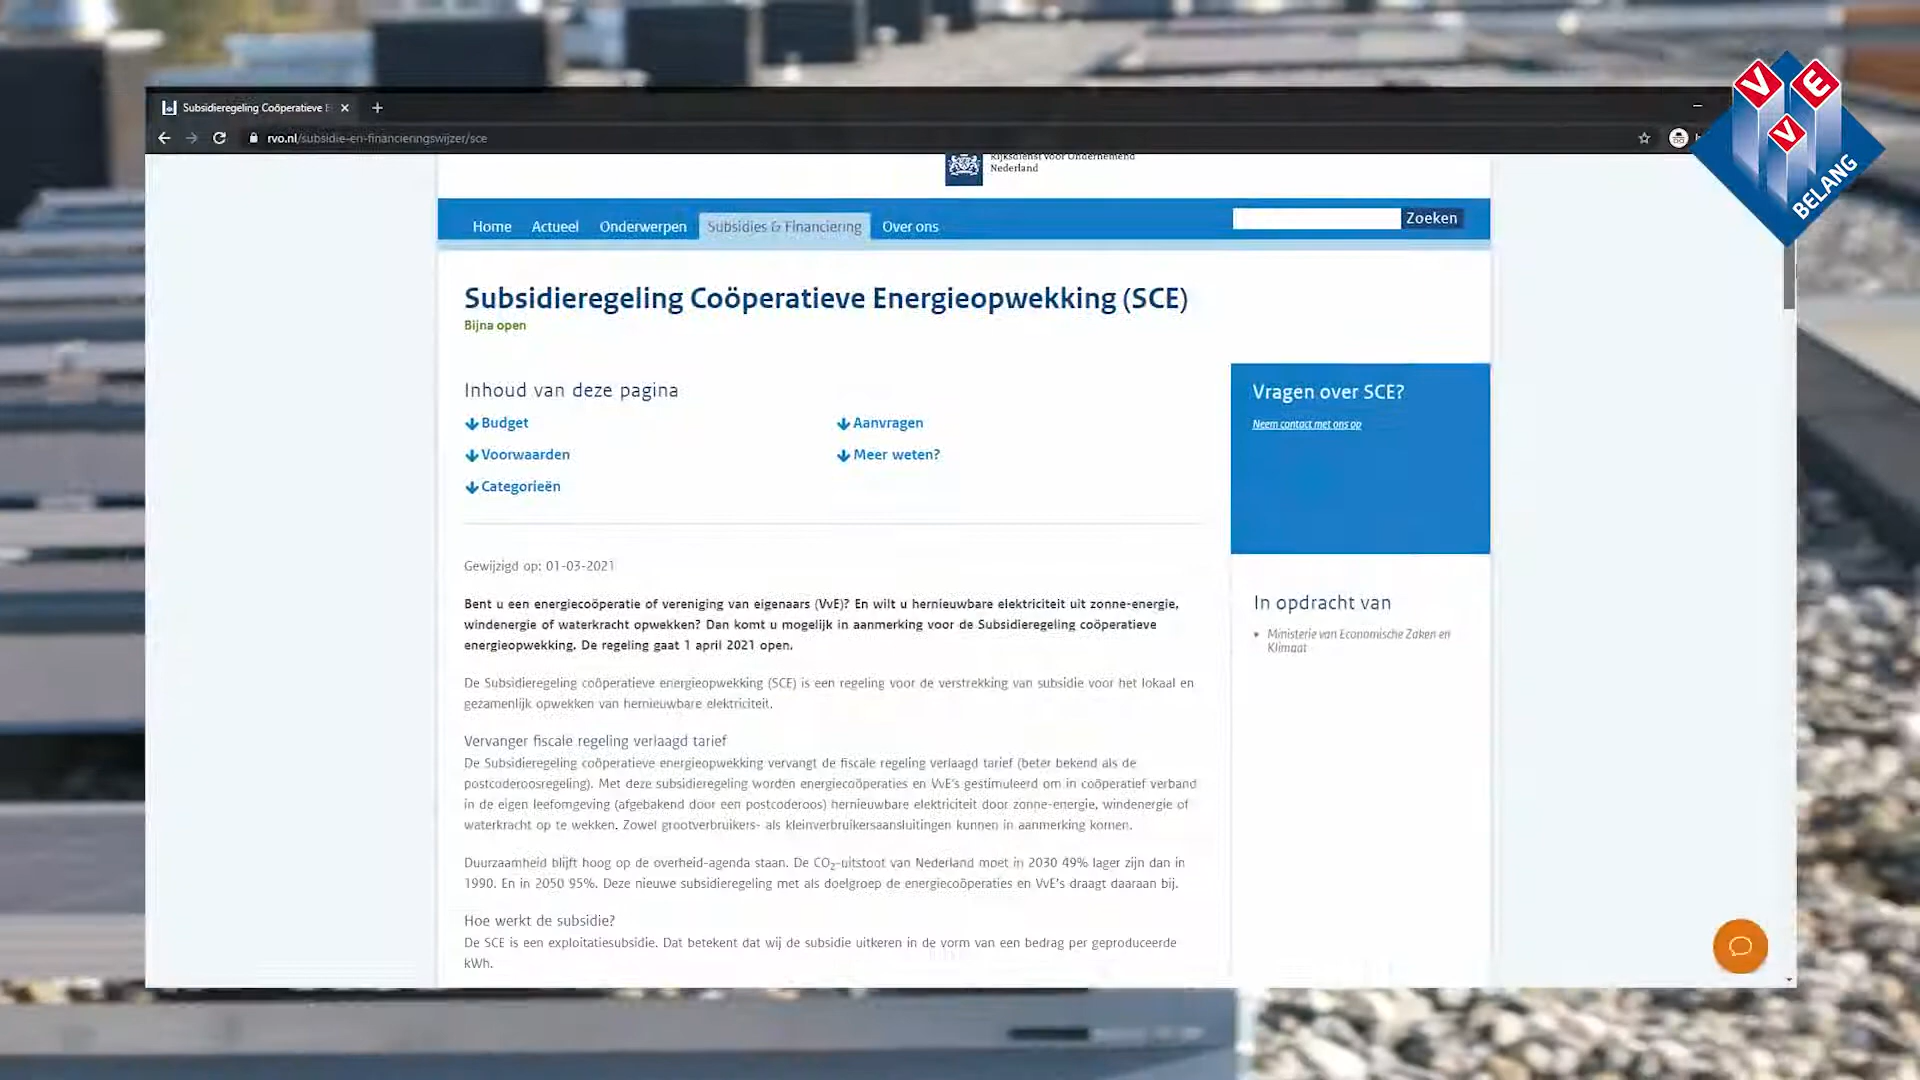 Subsidieregeling Coöperatieve E
rvo.nl/subsidie-en-financieringswijzer/sce
VVE
BELANG
Rijksdienst voor Ondernemend
Nederland
Home Actueel Onderwerpen Subsidies & Financiering Over ons
Zoeken
Subsidieregeling Coöperatieve Energieopwekking (SCE)
Bijna open
Inhoud van deze pagina
Budget
Voorwaarden
Categorieën
Aanvragen
Meer weten?
Vragen over SCE?
Neem contact met ons op
Gewijzigd op: 01-03-2021
Bent u een energiecoöperatie of vereniging van eigenaars (VvE)? En wilt u hernieuwbare elektriciteit uit zonne-energie,
windenergie of waterkracht opwekken? Dan komt u mogelijk in aanmerking voor de Subsidieregeling coöperatieve
energieopwekking. De regeling gaat 1 april 2021 open.
De Subsidieregeling coöperatieve energieopwekking (SCE) is een regeling voor de verstrekking van subsidie voor het lokaal en
gezamenlijk opwekken van hernieuwbare elektriciteit.
Vervanger fiscale regeling verlaagd tarief
De Subsidieregeling coöperatieve energieopwekking vervangt de fiscale regeling verlaagd tarief (beter bekend als de
postcoderoosregeling). Met deze subsidieregeling worden energiecoöperaties en VvE's gestimuleerd om in coöperatief verband
in de eigen leefomgeving (afgebakend door een postcoderoos) hernieuwbare elektriciteit door zonne-energie, windenergie of
waterkracht op te wekken. Zowel grootverbruikers- als kleinverbruikersaansluitingen kunnen in aanmerking komen.
Duurzaamheid blijft hoog op de overheid-agenda staan. De CO₂-uitstoot van Nederland moet in 2030 49% lager zijn dan in
1990. En in 2050 95%. Deze nieuwe subsidieregeling met als doelgroep de energiecoöperaties en VvE's draagt daaraan bij.
Hoe werkt de subsidie?
De SCE is een exploitatiesubsidie. Dat betekent dat wij de subsidie uitkeren in de vorm van een bedrag per geproduceerde
kWh.
In opdracht van
Ministerie van Economische Zaken en
Klimaat